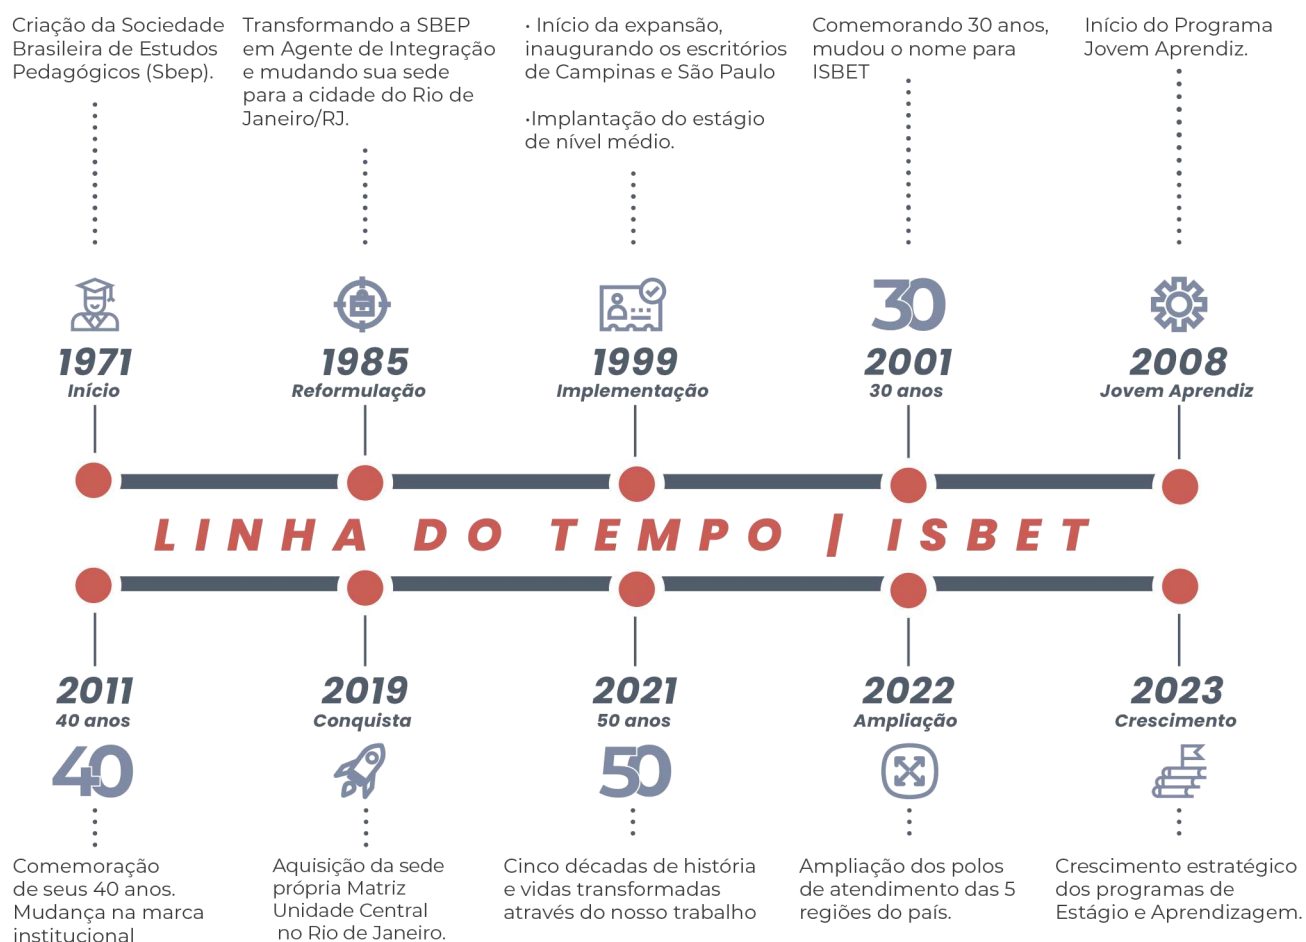 Criação da Sociedade
Brasileira de Estudos
Pedagógicos (Sbep).
Transformando a SBEP
em Agente de Integração
e mudando sua sede
para a cidade do Rio de
Janeiro/RJ.
• Início da expansão,
inaugurando os escritórios
de Campinas e São Paulo
•Implantação do estágio
de nível médio.
Comemorando 30 anos,
mudou o nome para
ISBET
Início do Programa
Jovem Aprendiz.
1971
Início
1985
Reformulação
1999
Implementação
30
2001
30 anos
2008
Jovem Aprendiz
LINHA DO TEMPO | ISBET
2011
40 anos
40
2019
Conquista
2021
50 anos
50
2022
Ampliação
2023
Crescimento
Comemoração
de seus 40 anos.
Mudança na marca
institucional
Aquisição da sede
própria Matriz
Unidade Central
no Rio de Janeiro.
Cinco décadas de história
e vidas transformadas
através do nosso trabalho
Ampliação dos polos
de atendimento das 5
regiões do país.
Crescimento estratégico
dos programas de
Estágio e Aprendizagem.